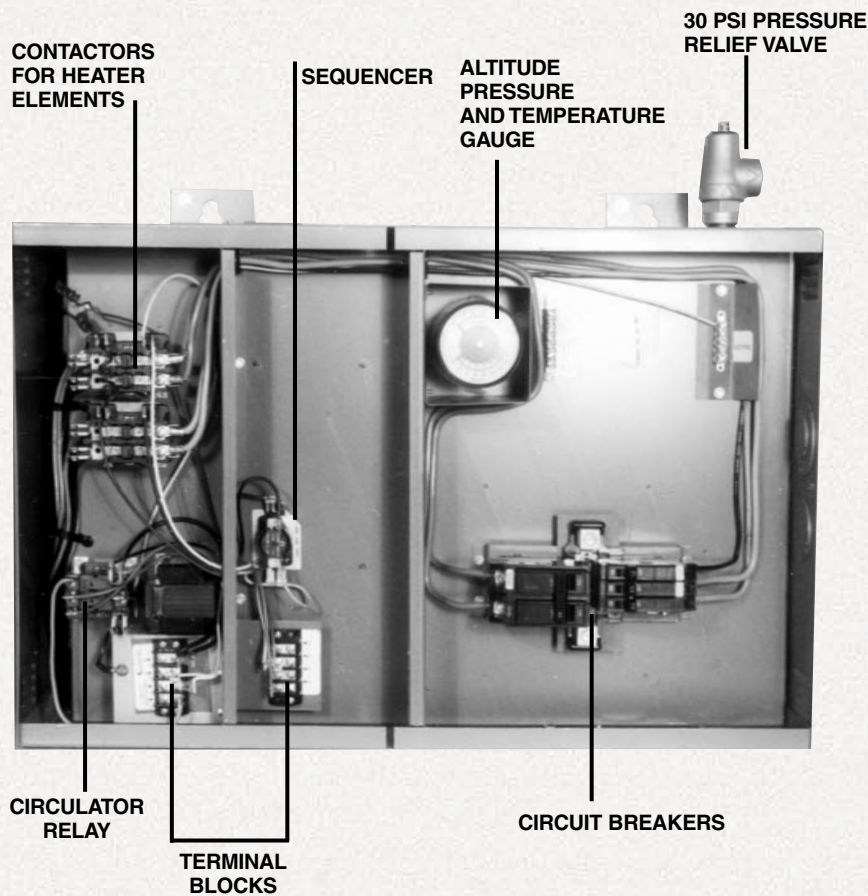 30 PSI PRESSURE
RELIEF VALVE
CONTACTORS
FOR HEATER
ELEMENTS
SEQUENCER
ALTITUDE
PRESSURE
AND TEMPERATURE
GAUGE
CIRCULATOR
RELAY
TERMINAL
BLOCKS
CIRCUIT BREAKERS